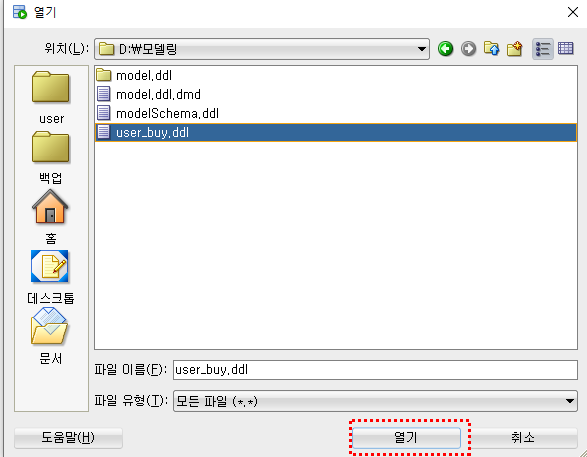 열기
위치(L):
D:\모델링
model.ddl
model.ddl.dmd
modelSchema.ddl
user_buy.ddl
user
백업
홈
데스크톱
문서
파일 이름(F):
user_buy.ddl
파일 유형(T):
모든 파일 (*.*)
도움말(H)
열기
취소